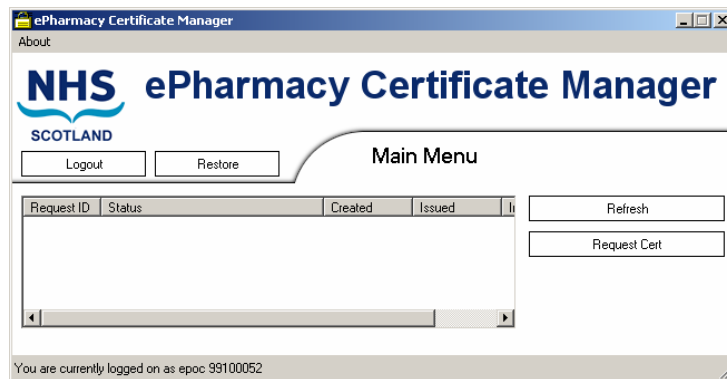 ePharmacy Certificate Manager
About
NHS
SCOTLAND
ePharmacy Certificate Manager
Logout
Restore
Main Menu
Request ID
Status
Created
Issued
Refresh
Request Cert
You are currently logged on as epoc 99100052